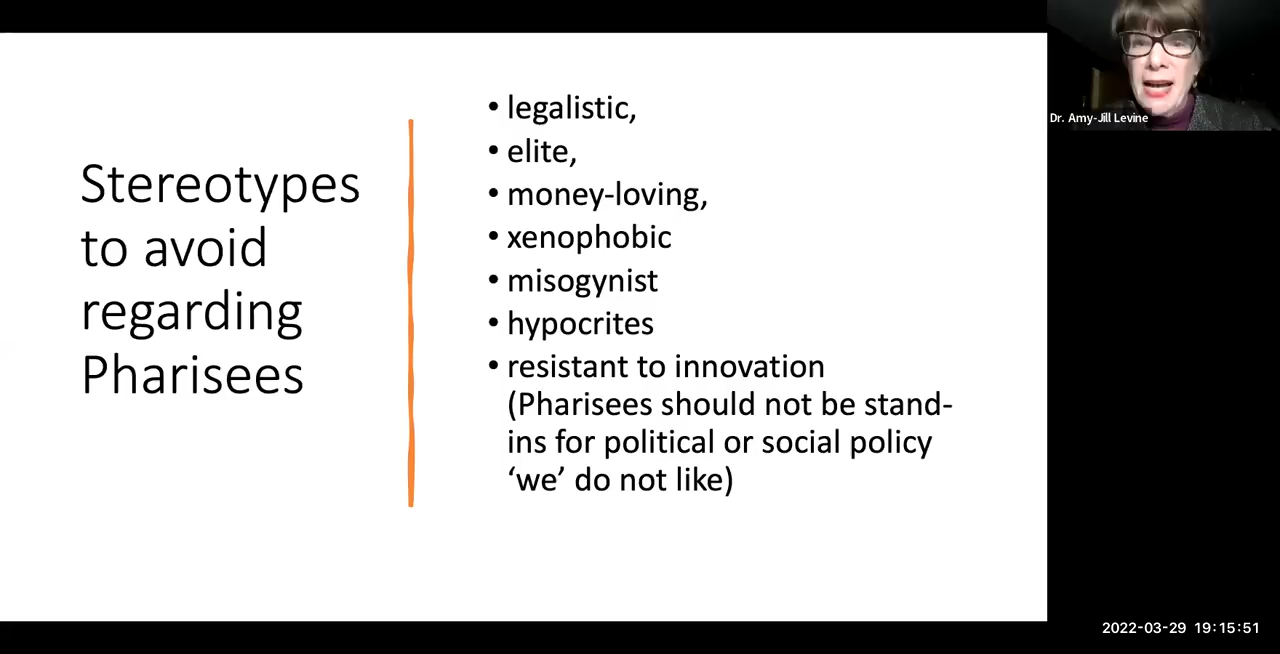 Stereotypes
to avoid
regarding
Pharisees
• legalistic,
• elite,
• money-loving,
• xenophobic
• misogynist
• hypocrites
• resistant to innovation
(Pharisees should not be stand-
ins for political or social policy
‘we’ do not like)
Dr. Amy-Jill Levine
2022-03-29 19:15:51